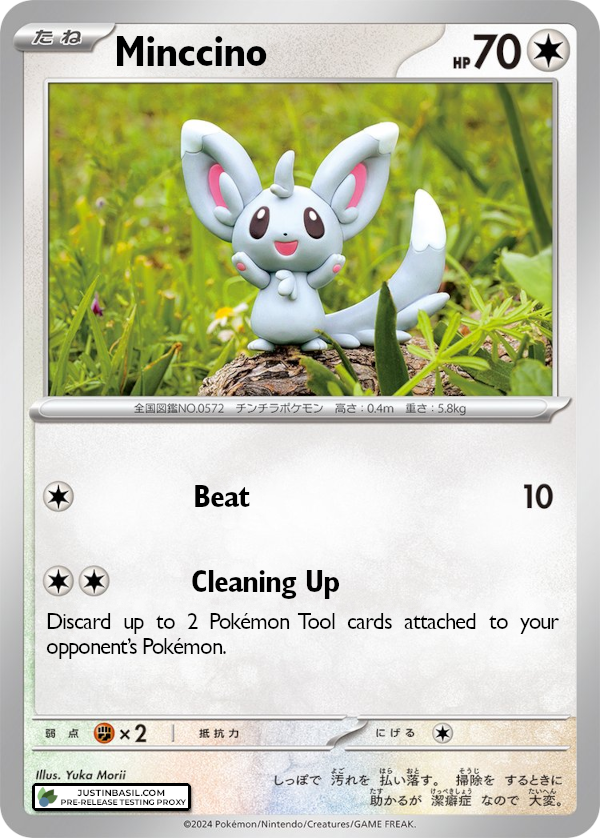 たね Minccino HP70
全国図鑑NO.0572 チンチラポケモン 高さ:0.4m 重さ:5.8kg
Beat 10
Cleaning Up
Discard up to 2 Pokémon Tool cards attached to your
opponent's Pokémon.
弱点 ×2 抵抗力 にげる
Illus. Yuka Morii
JUSTINBASIL.COM
PRE-RELEASE TESTING PROXY
しっぽで 汚れを 払い落す。 掃除を するときに
助かるが 潔癖症 なので 大変。
©2024 Pokémon/Nintendo/Creatures/GAME FREAK.